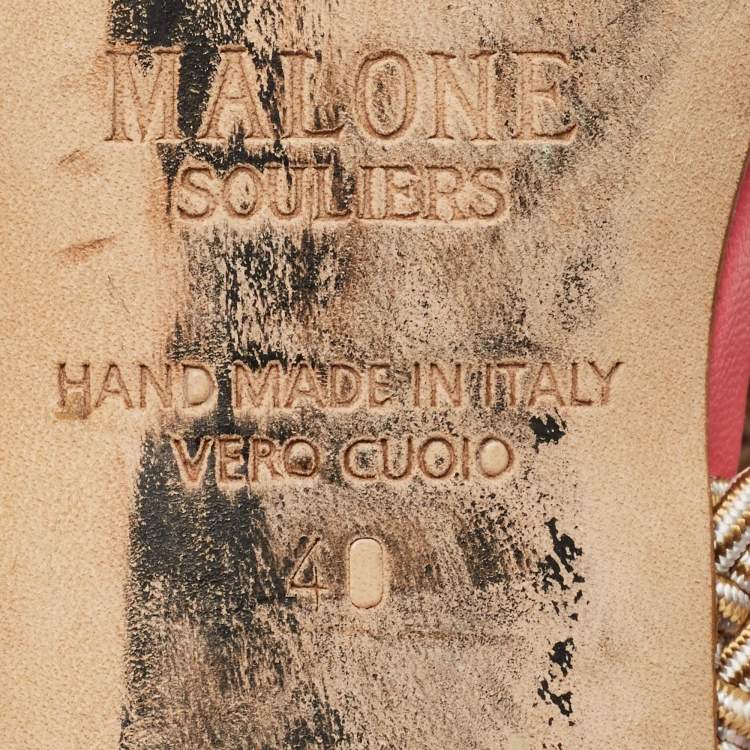 MALONE
SOULIERS
HAND MADE IN ITALY
VERO CUOIO
40